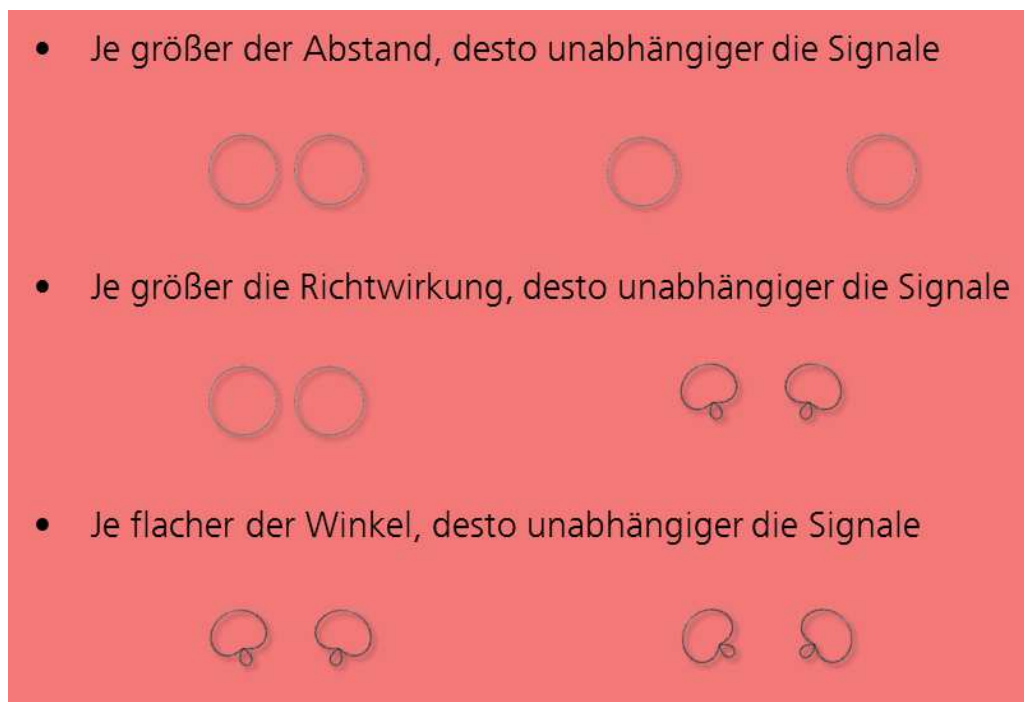 • Je größer der Abstand, desto unabhängiger die Signale
• Je größer die Richtwirkung, desto unabhängiger die Signale
• Je flacher der Winkel, desto unabhängiger die Signale